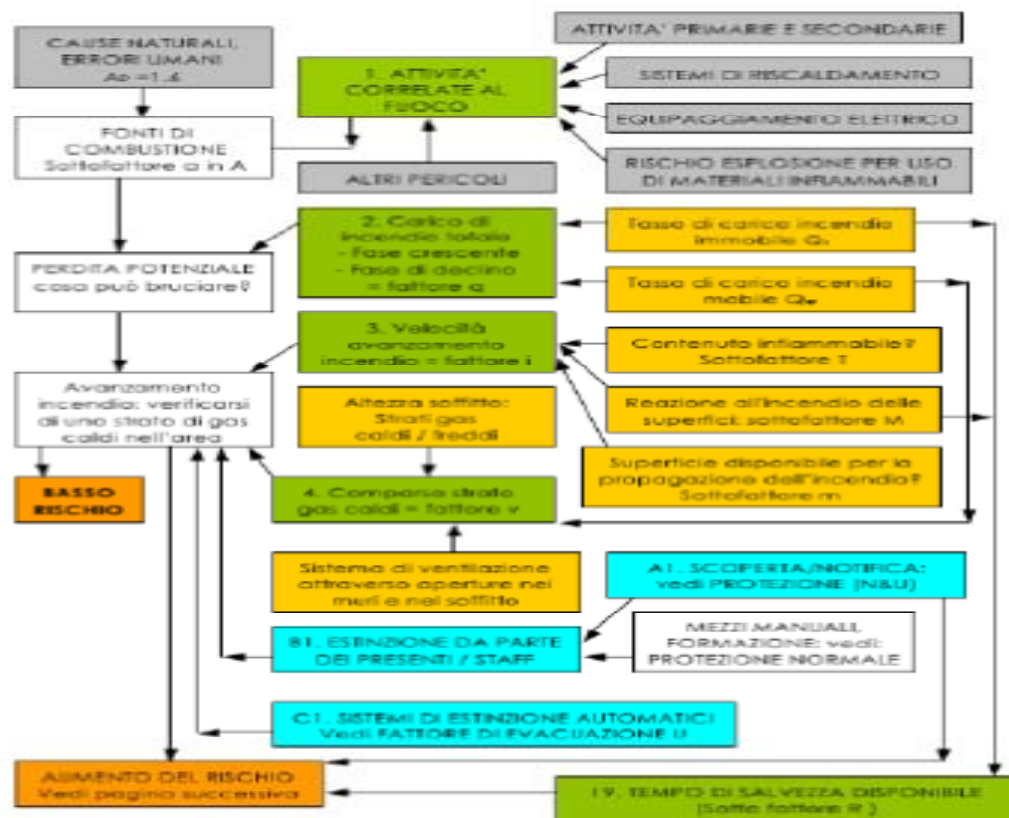 CAUSE NATURALI,
ERRORI UMANI
ATTIVITA' PRIMARIE E SECONDARIE
1. ATTIVITA'
CORRELATE AL
FUOCO
SISTEMI DI RISCALDAMENTO
EQUIPAGGIAMENTO ELETTRICO
RISCHIO ESPLOSIONE PER USO
DI MATERIALI INFIAMMABILI
FONTI DI
COMBUSTIONE
Sottofattore a in A
ALTRI PERICOLI
2. Carico di
incendio totale
- Fase crescente
- Fase di declino
= fattore q
Tasso di carico incendio
immobile
Tasso di carico incendio
mobile
PERDITA POTENZIALE
cosa può bruciare?
3. Velocità
avanzamento
incendio = fattore i
Contenuto infiammabile?
Sottofattore T
Avanzamento
incendio: verificarsi
di uno strato di gas
caldi nell'area
Altezza soffitto:
Strati gas
caldi / freddi
Reazione all'incendio delle
superfici: sottofattore M
Superficie disponibile per la
propagazione dell'incendio?
Sottofattore m
BASSO
RISCHIO
4. Comparsa strato
gas caldi = fattore v
Sistema di ventilazione
attraverso aperture nei
muri e nel soffitto
A1. SCOPERTA/NOTIFICA:
vedi PROTEZIONE (N&U)
B1. ESTINZIONE DA PARTE
DEI PRESENTI / STAFF
MEZZI MANUALI,
FORMAZIONE: vedi:
PROTEZIONE NORMALE
C1. SISTEMI DI ESTINZIONE AUTOMATICI
Vedi FATTORE DI EVACUAZIONE U
AUMENTO DEL RISCHIO
Vedi pagina successiva
19. TEMPO DI SALVEZZA DISPONIBILE